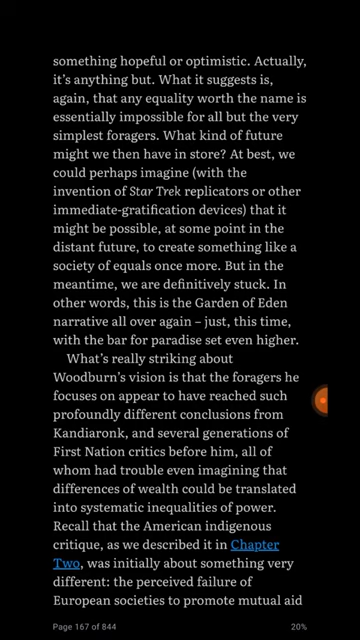 something hopeful or optimistic. Actually,
it’s anything but. What it suggests is,
again, that any equality worth the name is
essentially impossible for all but the very
simplest foragers. What kind of future
might we then have in store? At best, we
could perhaps imagine (with the
invention of Star Trek replicators or other
immediate-gratification devices) that it
might be possible, at some point in the
distant future, to create something like a
society of equals once more. But in the
meantime, we are definitively stuck. In
other words, this is the Garden of Eden
narrative all over again – just, this time,
with the bar for paradise set even higher.
What’s really striking about
Woodburn’s vision is that the foragers he
focuses on appear to have reached such
profoundly different conclusions from
Kandiaronk, and several generations of
First Nation critics before him, all of
whom had trouble even imagining that
differences of wealth could be translated
into systematic inequalities of power.
Recall that the American indigenous
critique, as we described it in Chapter
Two, was initially about something very
different: the perceived failure of
European societies to promote mutual aid
Page 167 of 844 20%